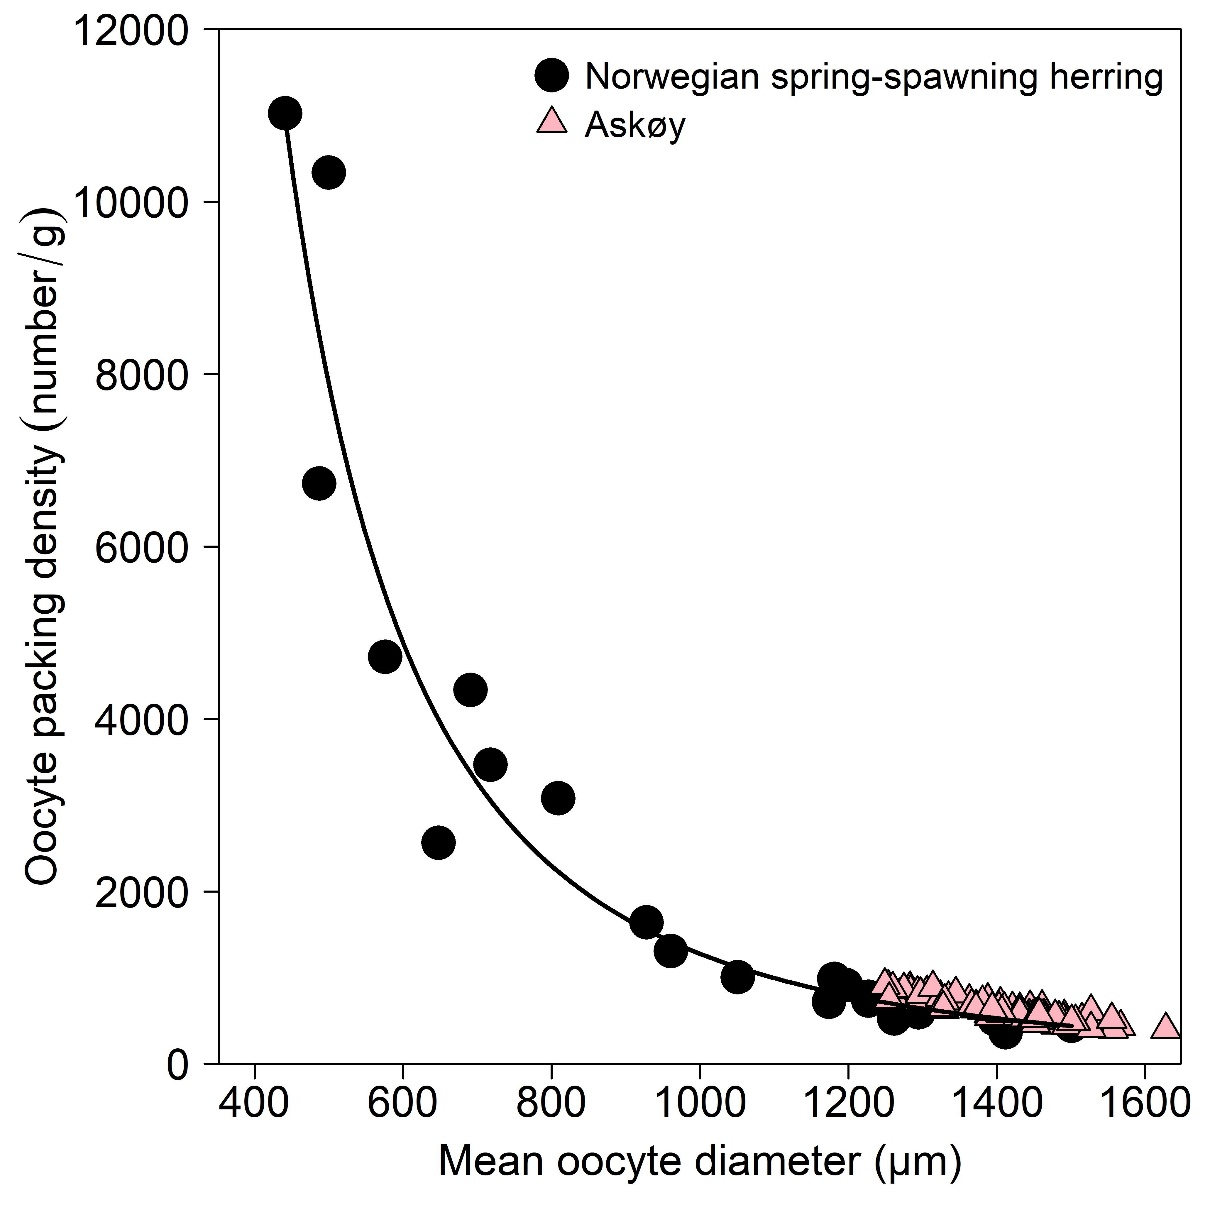 12000
10000
8000
6000
4000
2000
0
Oocyte packing density (number/g)
Norwegian spring-spawning herring
Askøy
400 600 800 1000 1200 1400 1600
Mean oocyte diameter (µm)